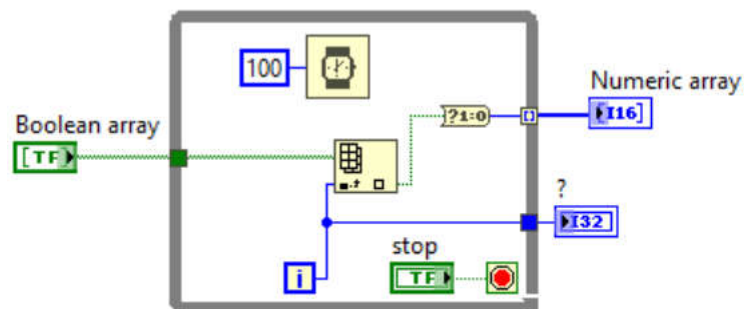 100
?1:0
Numeric array
[I16]
Boolean array
[TF]
?
I32
i
stop
TF